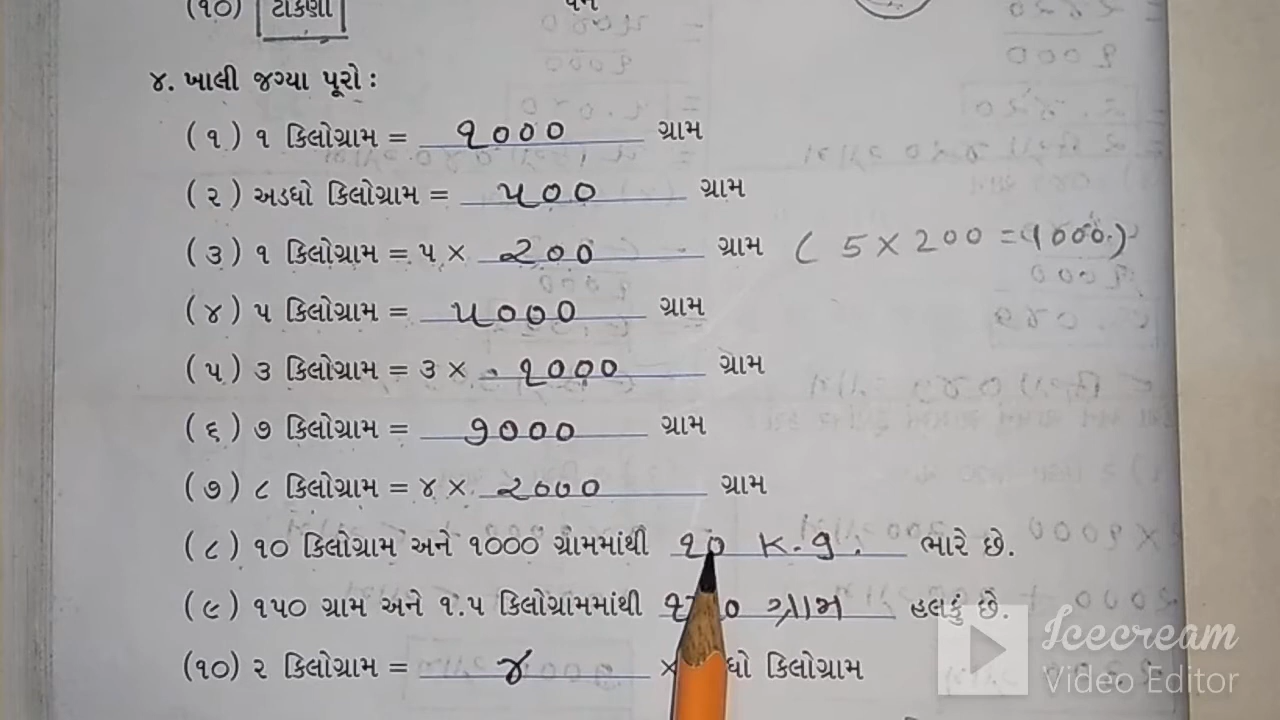 (૧૦) ટાંકણી
૪. ખાલી જગ્યા પૂરો :
(૧) ૧ કિલોગ્રામ = ૧૦૦૦ ગ્રામ
(૨) અડધો કિલોગ્રામ = ૫૦૦ ગ્રામ
(૩) ૧ કિલોગ્રામ = ૫ × ૨૦૦ ગ્રામ ( 5 X 200 = 1000 )
(૪) ૫ કિલોગ્રામ = ૫૦૦૦ ગ્રામ
(૫) ૩ કિલોગ્રામ = ૩ × ૧૦૦૦ ગ્રામ
(૬) ૭ કિલોગ્રામ = ૭૦૦૦ ગ્રામ
(૭) ૮ કિલોગ્રામ = ૪ × ૨૦૦૦ ગ્રામ
(૮) ૧૦ કિલોગ્રામ અને ૧૦૦૦ ગ્રામમાંથી ૧૦ K.g. ભારે છે.
(૯) ૧૫૦ ગ્રામ અને ૧.૫ કિલોગ્રામમાંથી ગ્રામ હલકું છે.
(૧૦) ૨ કિલોગ્રામ = ૪ × કિલોગ્રામ
Icecream
Video Editor